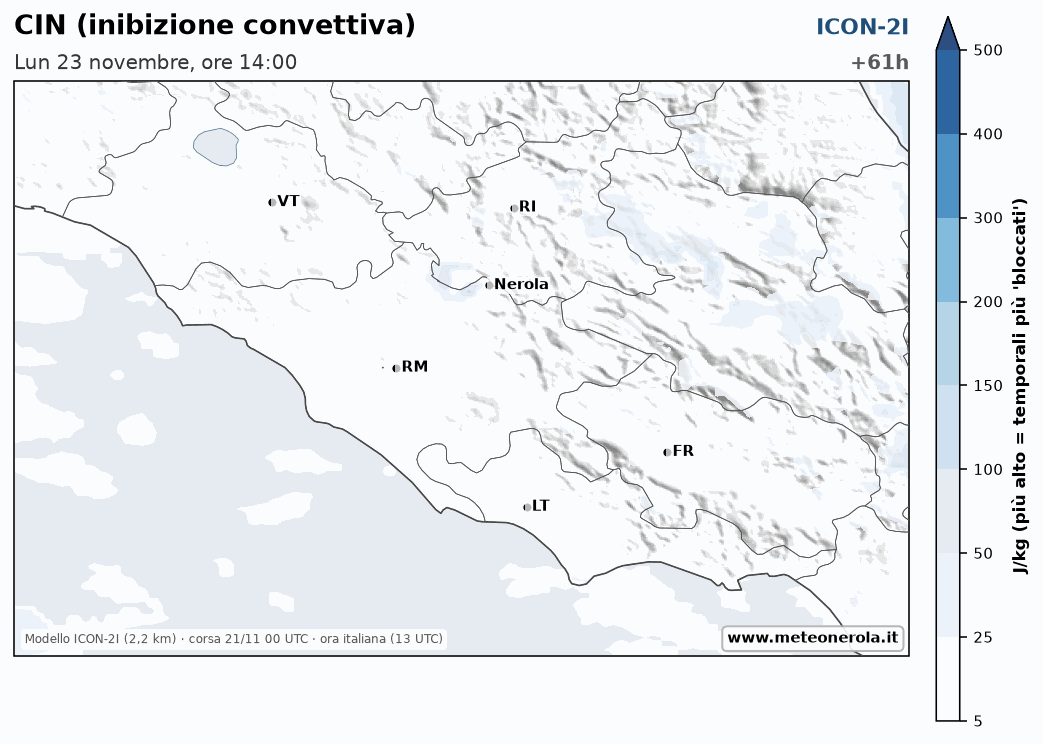 CIN (inibizione convettiva)
ICON-2I
Lun 23 novembre, ore 14:00
+61h
VT
RI
Nerola
RM
FR
LT
Modello ICON-2I (2,2 km) · corsa 21/11 00 UTC · ora italiana (13 UTC)
www.meteonerola.it
500
400
300
200
150
100
50
25
5
J/kg (più alto = temporali più 'bloccati')